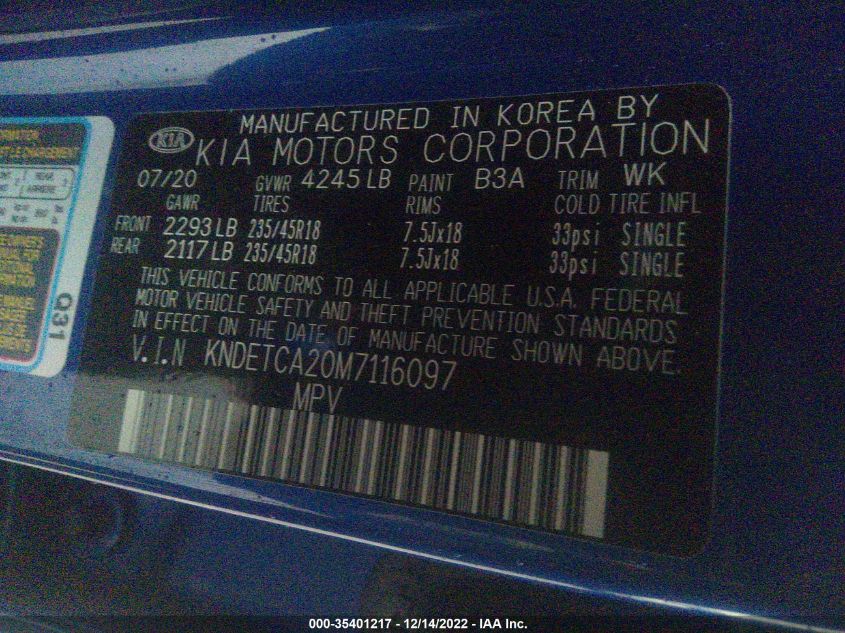 MANUFACTURED IN KOREA BY
KIA KIA MOTORS CORPORATION
07/20 GVWR 4245 LB PAINT B3A TRIM WK
GAWR TIRES RIMS COLD TIRE INFL
FRONT 2293 LB 235/45R18 7.5Jx18 33psi SINGLE
REAR 2117 LB 235/45R18 7.5Jx18 33psi SINGLE
THIS VEHICLE CONFORMS TO ALL APPLICABLE U.S.A. FEDERAL
MOTOR VEHICLE SAFETY AND THEFT PREVENTION STANDARDS
IN EFFECT ON THE DATE OF MANUFACTURE SHOWN ABOVE.
V.I.N KNDETCA20M7116097
MPV
Q31
000-35401217 - 12/14/2022 - IAA Inc.